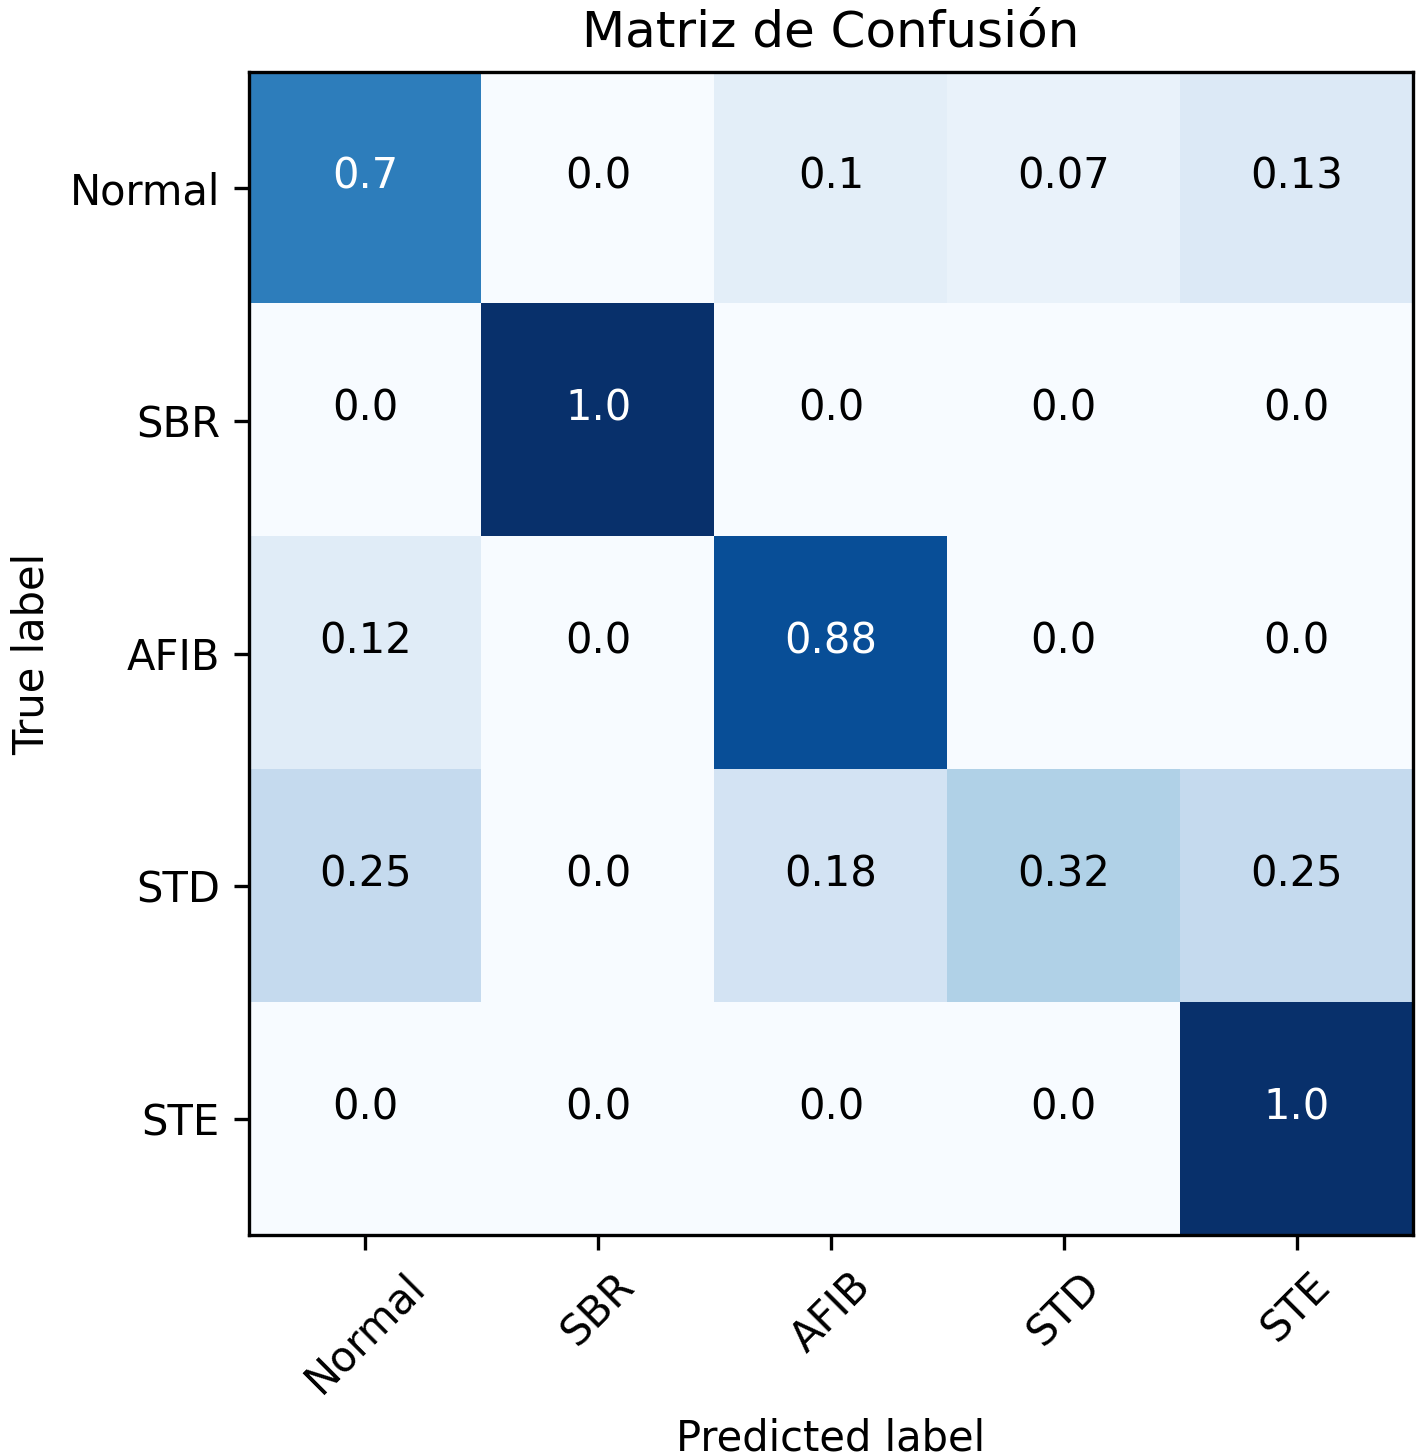 Matriz de Confusión
Normal 0.7 0.0 0.1 0.07 0.13
SBR 0.0 1.0 0.0 0.0 0.0
AFIB 0.12 0.0 0.88 0.0 0.0
STD 0.25 0.0 0.18 0.32 0.25
STE 0.0 0.0 0.0 0.0 1.0
True label
Normal SBR AFIB STD STE
Predicted label